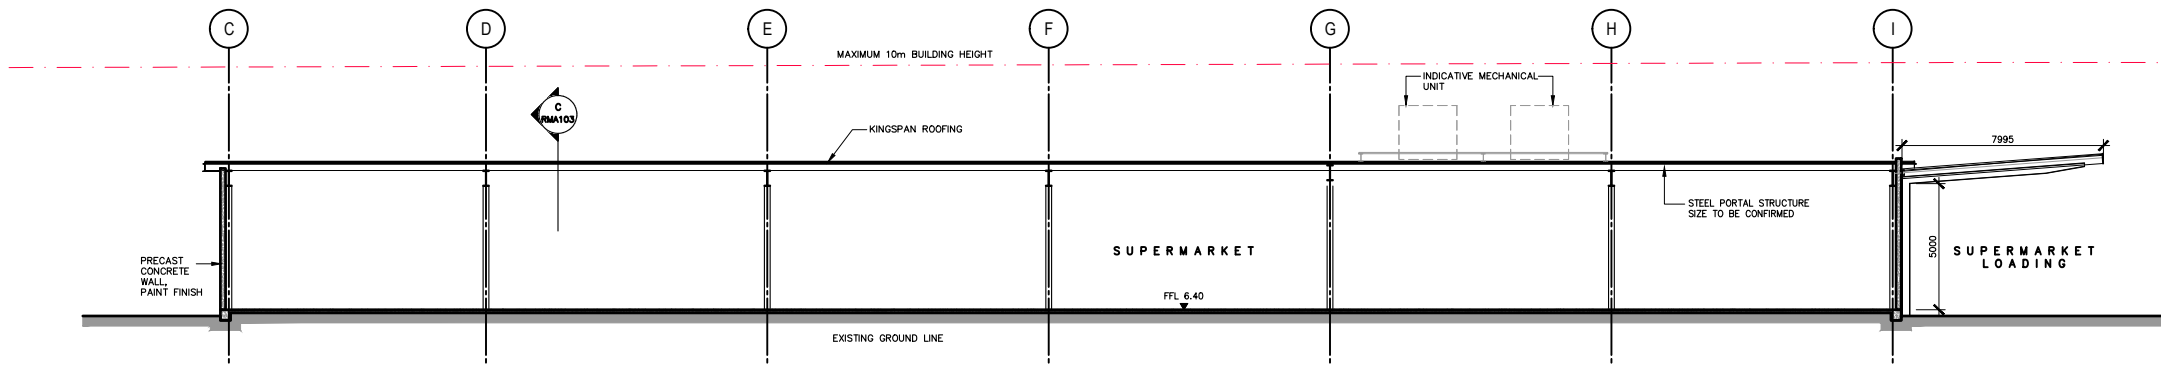 C D E F G H I
MAXIMUM 10m BUILDING HEIGHT
INDICATIVE MECHANICAL
UNIT
C
RMA103
KINGSPAN ROOFING
7995
STEEL PORTAL STRUCTURE
SIZE TO BE CONFIRMED
SUPERMARKET
5000
SUPERMARKET
LOADING
PRECAST
CONCRETE
WALL,
PAINT FINISH
FFL 6.40
EXISTING GROUND LINE